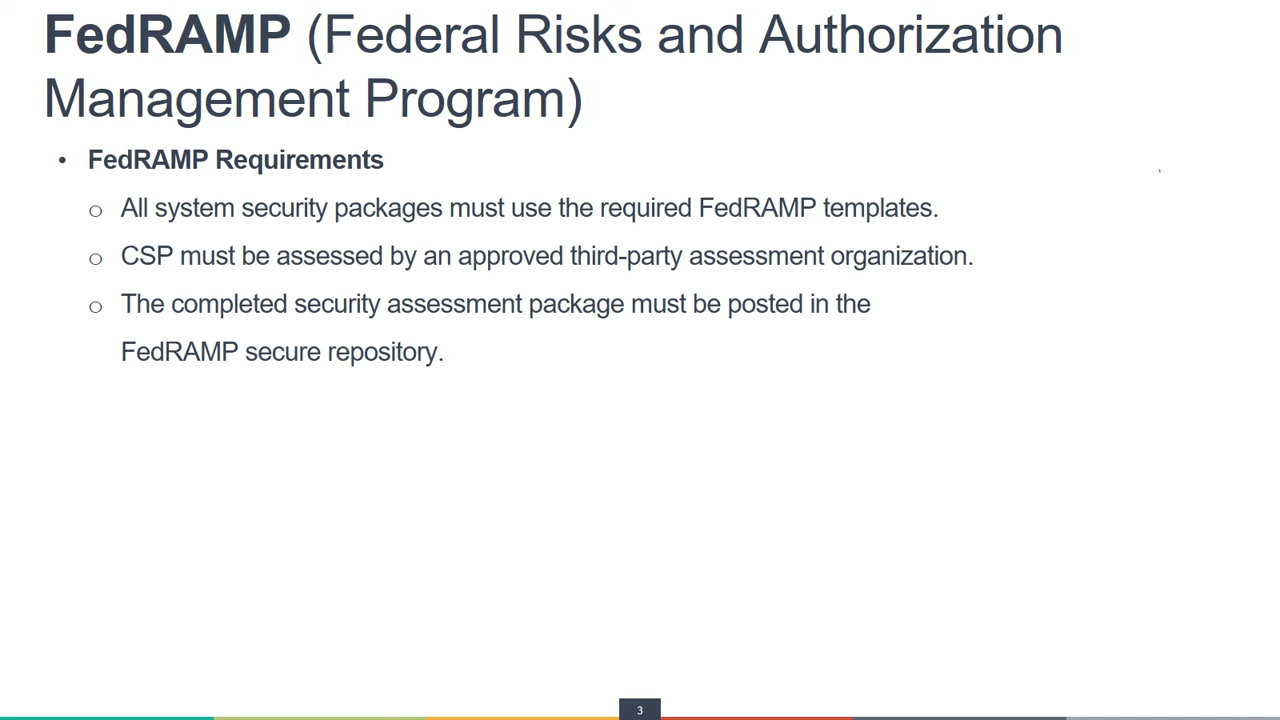 FedRAMP (Federal Risks and Authorization
Management Program)
• FedRAMP Requirements
o All system security packages must use the required FedRAMP templates.
o CSP must be assessed by an approved third-party assessment organization.
o The completed security assessment package must be posted in the
FedRAMP secure repository.
3